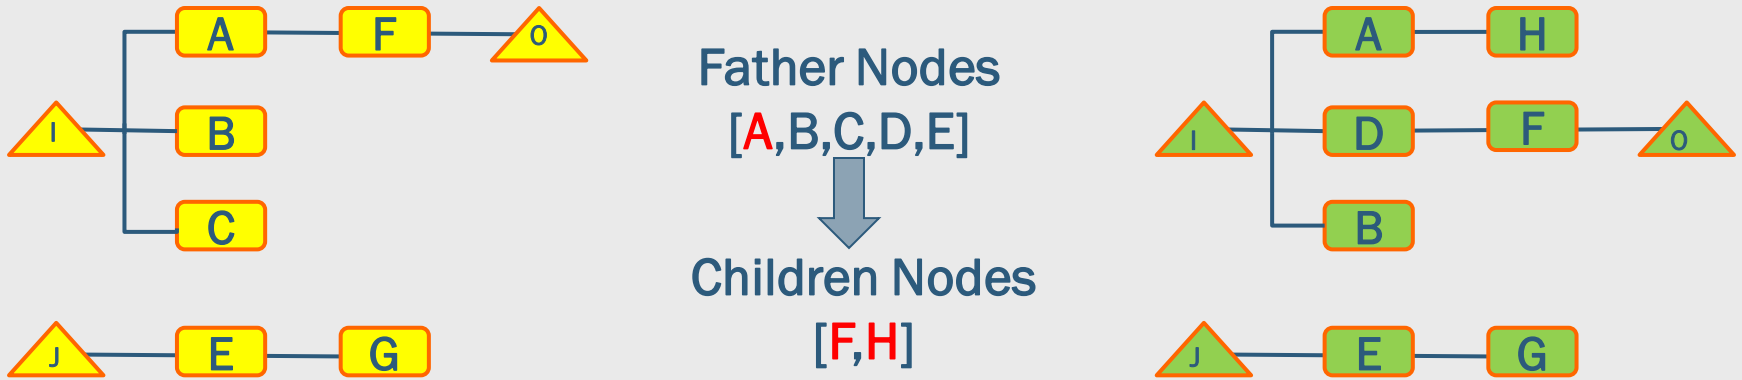 A F O
I B
C
J E G
Father Nodes
[A,B,C,D,E]
Children Nodes
[F,H]
A H
I D F O
B
J E G